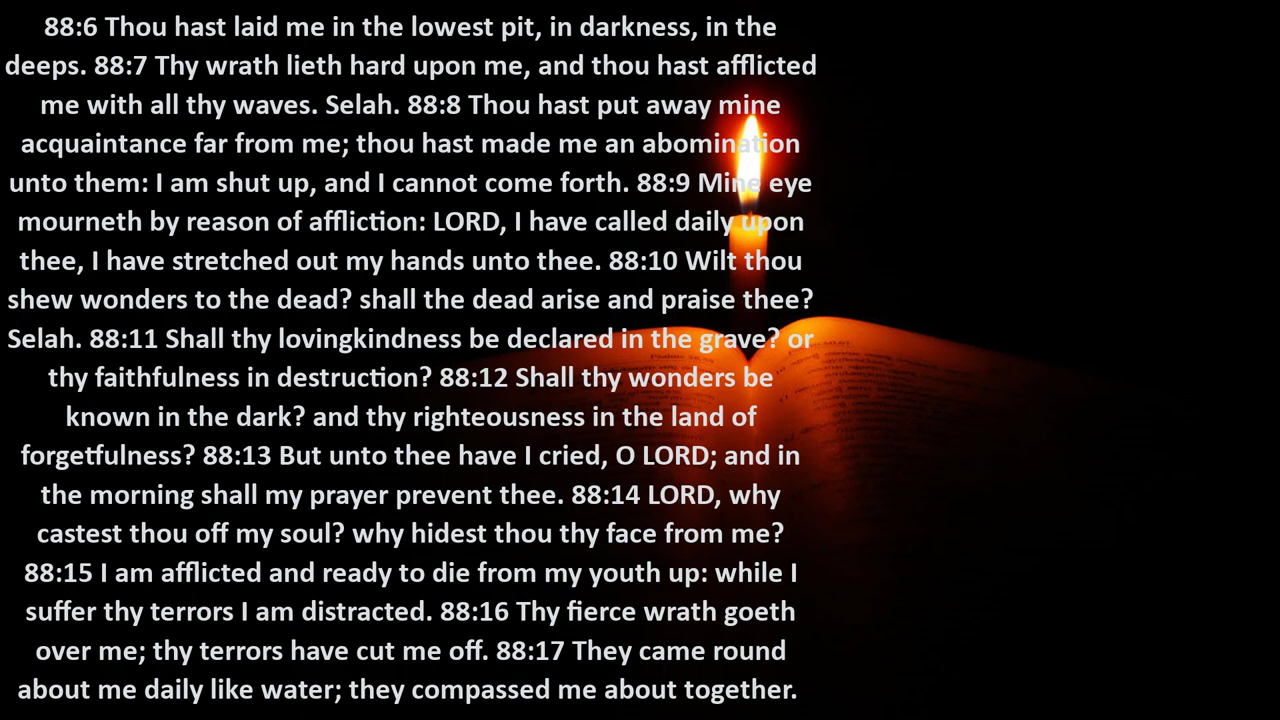 88:6 Thou hast laid me in the lowest pit, in darkness, in the
deeps. 88:7 Thy wrath lieth hard upon me, and thou hast afflicted
me with all thy waves. Selah. 88:8 Thou hast put away mine
acquaintance far from me; thou hast made me an abomination
unto them: I am shut up, and I cannot come forth. 88:9 Mine eye
mourneth by reason of affliction: LORD, I have called daily upon
thee, I have stretched out my hands unto thee. 88:10 Wilt thou
shew wonders to the dead? shall the dead arise and praise thee?
Selah. 88:11 Shall thy lovingkindness be declared in the grave? or
thy faithfulness in destruction? 88:12 Shall thy wonders be
known in the dark? and thy righteousness in the land of
forgetfulness? 88:13 But unto thee have I cried, O LORD; and in
the morning shall my prayer prevent thee. 88:14 LORD, why
castest thou off my soul? why hidest thou thy face from me?
88:15 I am afflicted and ready to die from my youth up: while I
suffer thy terrors I am distracted. 88:16 Thy fierce wrath goeth
over me; thy terrors have cut me off. 88:17 They came round
about me daily like water; they compassed me about together.